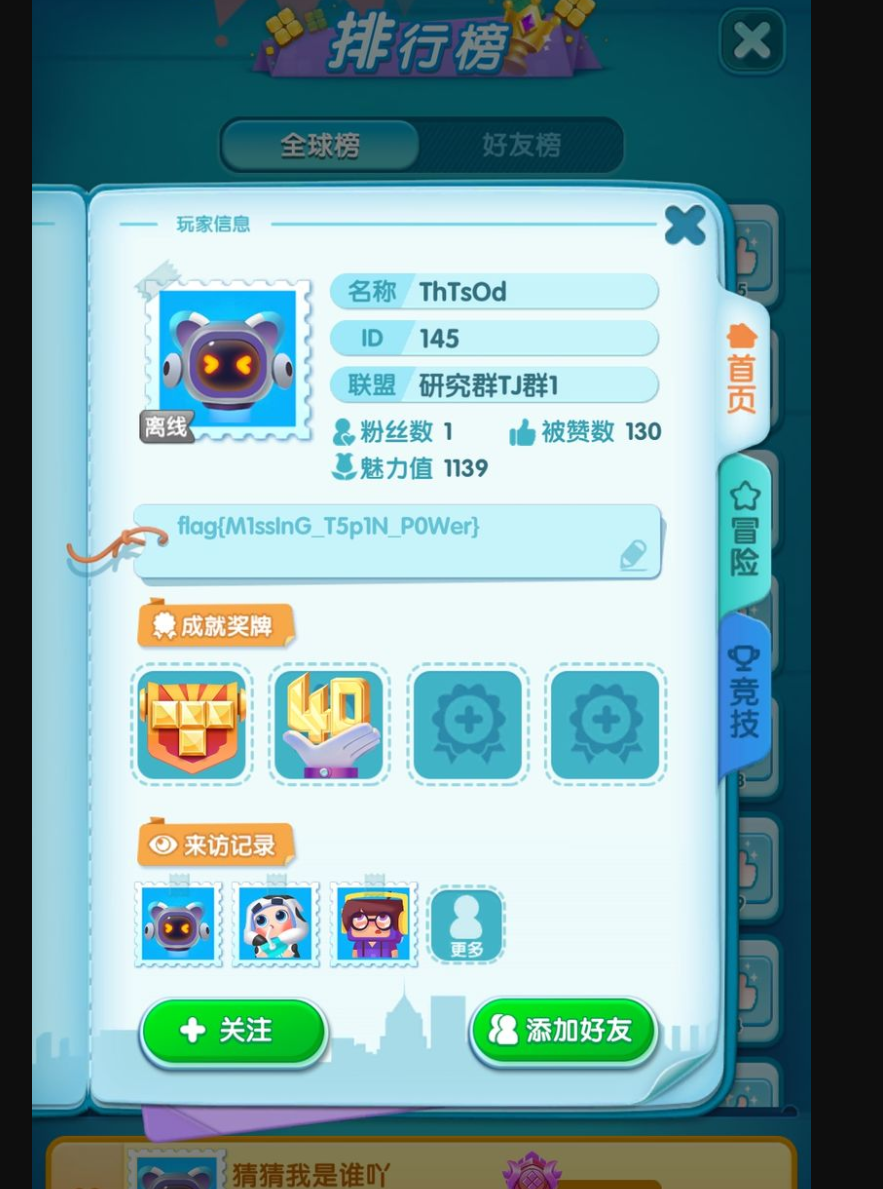 排行榜
全球榜
好友榜
玩家信息
名称 ThTsOd
ID 145
联盟 研究群TJ群1
离线
粉丝数 1
被赞数 130
魅力值 1139
flag{M1ssInG_T5p1N_P0Wer}
首页
冒险
竞技
成就奖牌
40
来访记录
更多
关注
添加好友
猜猜我是谁吖